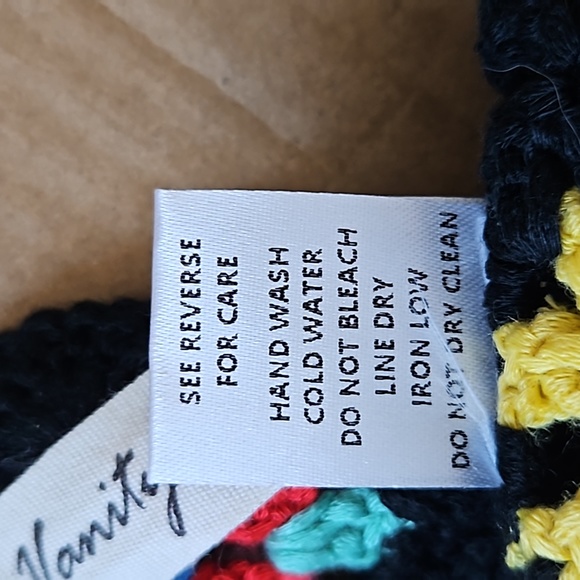 SEE REVERSE
FOR CARE
HAND WASH
COLD WATER
DO NOT BLEACH
LINE DRY
IRON LOW
DO NOT DRY CLEAN
Vanity